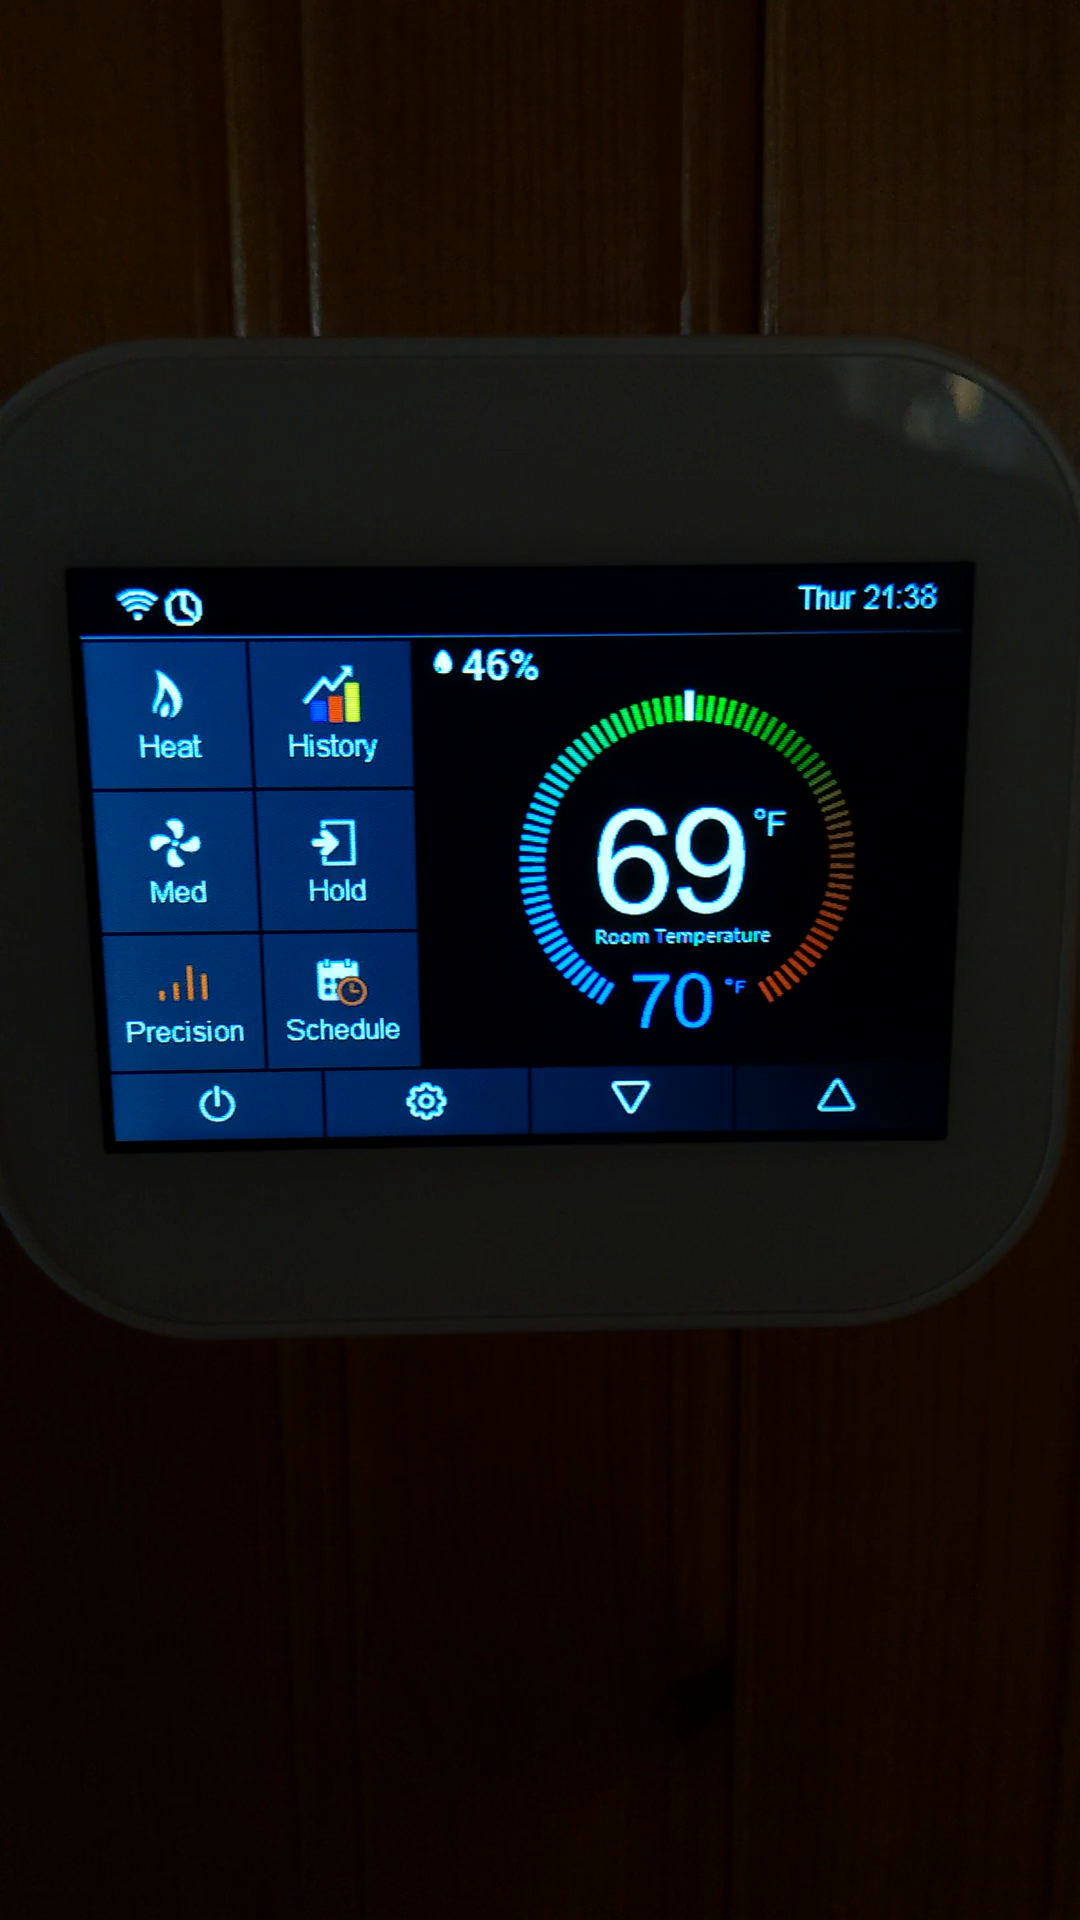 Thur 21:38
46%
Heat
History
Med
Hold
Precision
Schedule
69 °F
Room Temperature
70 °F